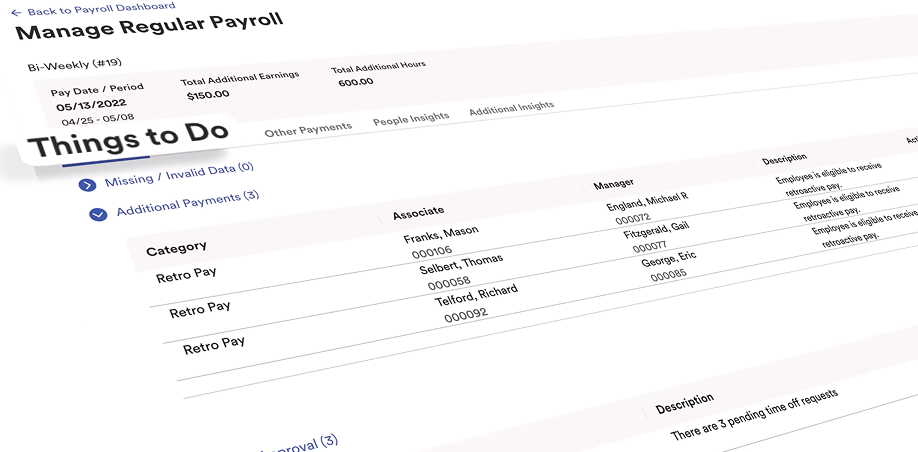 ← Back to Payroll Dashboard
Manage Regular Payroll
Bi-Weekly (#19)
Pay Date / Period
05/13/2022
04/25 - 05/08
Total Additional Earnings
$150.00
Total Additional Hours
600.00
Things to Do
Other Payments
People Insights
Additional Insights
Missing / Invalid Data (0)
Additional Payments (3)
Category
Associate
Manager
Description
Retro Pay
Franks, Mason
000106
England, Michael R
000072
Employee is eligible to receive
retroactive pay.
Retro Pay
Selbert, Thomas
000058
Fitzgerald, Gail
000077
Employee is eligible to receive
retroactive pay.
Retro Pay
Telford, Richard
000092
George, Eric
000085
Employee is eligible to receive
retroactive pay.
(3)
Description
There are 3 pending time off requests